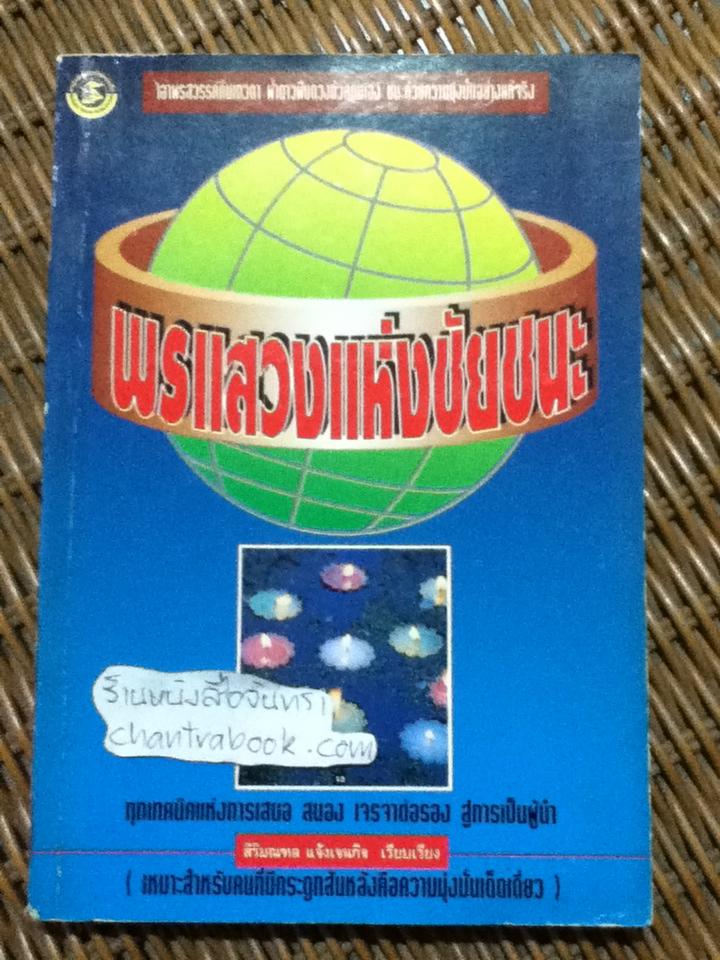 พรแสวงแห่งชัยชนะ
ร้านหนังสือจันทรา
chantrabook.com
ทุกเทคนิคแห่งการเสนอ สนอง เจรจาต่อรอง สู่การเป็นผู้นำ
สิริมณฑล แจ้งเจนกิจ เรียบเรียง
( เหมาะสำหรับคนที่มีกระดูกสันหลังคือความมุ่งมั่นเด็ดเดี่ยว )